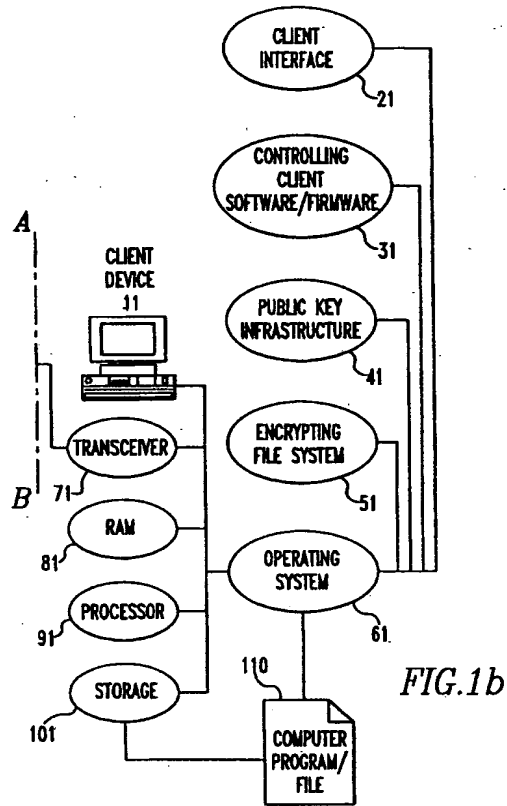 CLIENT
INTERFACE
21
CONTROLLING
CLIENT
SOFTWARE/FIRMWARE
31
A
CLIENT
DEVICE
11
PUBLIC KEY
INFRASTRUCTURE
41
TRANSCEIVER
71
B
ENCRYPTING
FILE SYSTEM
51
RAM
81
OPERATING
SYSTEM
61
PROCESSOR
91
STORAGE
101
110
COMPUTER
PROGRAM/
FILE
FIG.1b